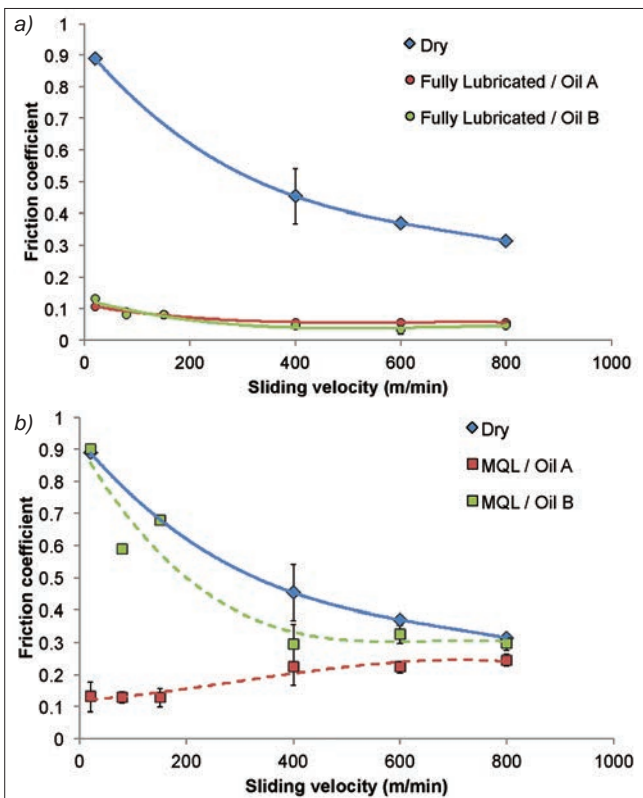 a)
1
0.9
0.8
0.7
0.6
0.5
0.4
0.3
0.2
0.1
0
Friction coefficient
Dry
Fully Lubricated / Oil A
Fully Lubricated / Oil B
0 200 400 600 800 1000
Sliding velocity (m/min)
b)
1
0.9
0.8
0.7
0.6
0.5
0.4
0.3
0.2
0.1
0
Friction coefficient
Dry
MQL / Oil A
MQL / Oil B
0 200 400 600 800 1000
Sliding velocity (m/min)